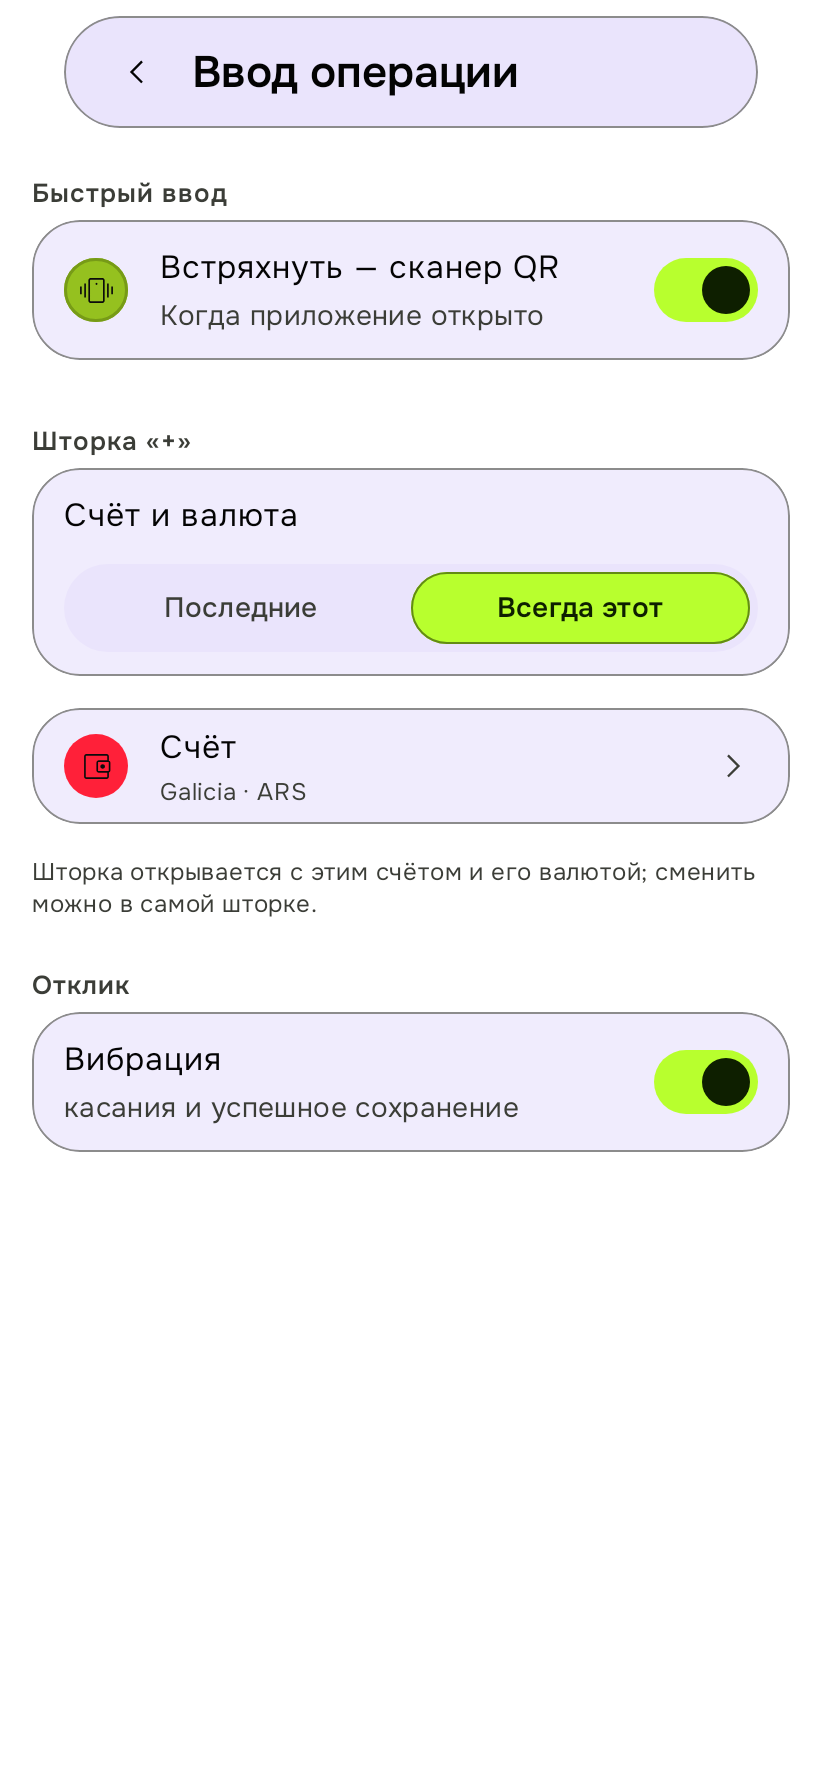 Ввод операции
Быстрый ввод
Встряхнуть — сканер QR
Когда приложение открыто
Шторка «+»
Счёт и валюта
Последние
Всегда этот
Счёт
Galicia · ARS
Шторка открывается с этим счётом и его валютой; сменить
можно в самой шторке.
Отклик
Вибрация
касания и успешное сохранение